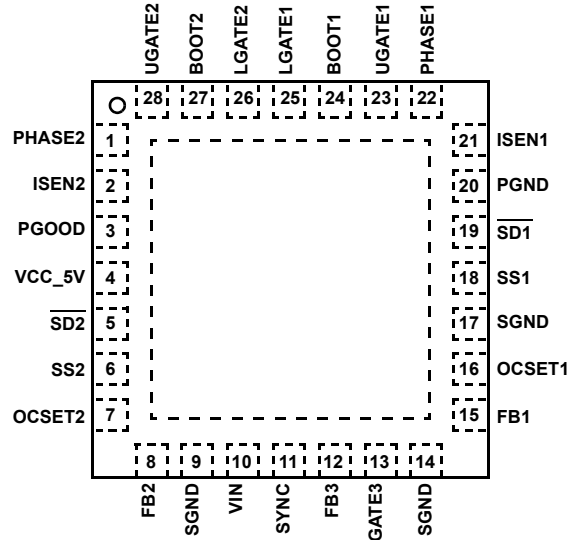 UGATE2
BOOT2
LGATE2
LGATE1
BOOT1
UGATE1
PHASE1
28
27
26
25
24
23
22
PHASE2 1
ISEN2 2
PGOOD 3
VCC_5V 4
SD2 5
SS2 6
OCSET2 7
21 ISEN1
20 PGND
19 SD1
18 SS1
17 SGND
16 OCSET1
15 FB1
8
9
10
11
12
13
14
FB2
SGND
VIN
SYNC
FB3
GATE3
SGND